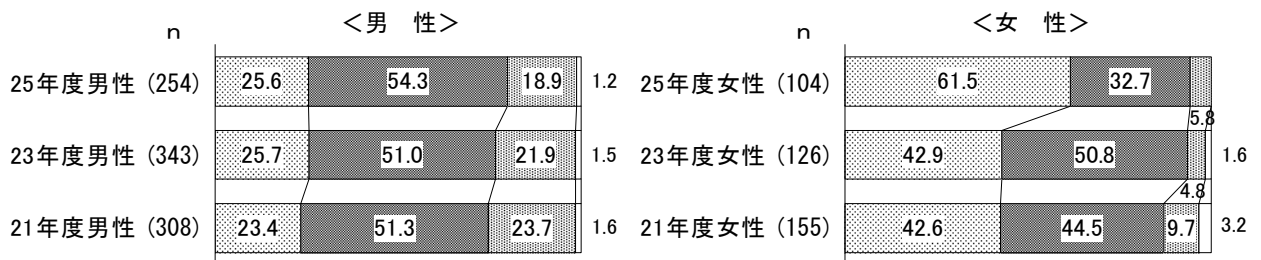 ＜男　性＞
n
25年度男性 (254) 25.6 54.3 18.9 1.2
23年度男性 (343) 25.7 51.0 21.9 1.5
21年度男性 (308) 23.4 51.3 23.7 1.6
＜女　性＞
n
25年度女性 (104) 61.5 32.7 5.8
23年度女性 (126) 42.9 50.8 4.8 1.6
21年度女性 (155) 42.6 44.5 9.7 3.2